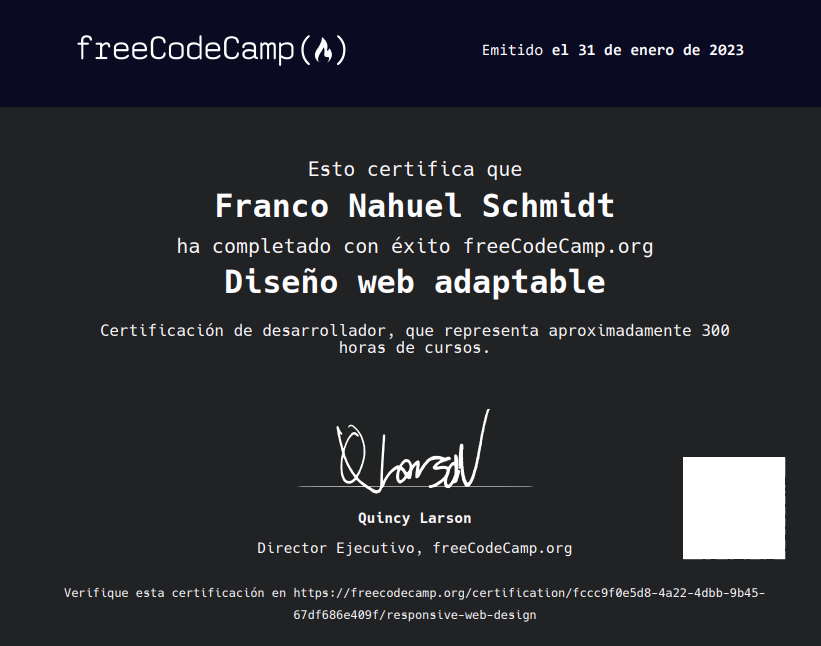 freeCodeCamp(🔥)
Emitido el 31 de enero de 2023
Esto certifica que
Franco Nahuel Schmidt
ha completado con éxito freeCodeCamp.org
Diseño web adaptable
Certificación de desarrollador, que representa aproximadamente 300
horas de cursos.
Q Larson
Quincy Larson
Director Ejecutivo, freeCodeCamp.org
Verifique esta certificación en https://freecodecamp.org/certification/fccc9f0e5d8-4a22-4dbb-9b45-
67df686e409f/responsive-web-design